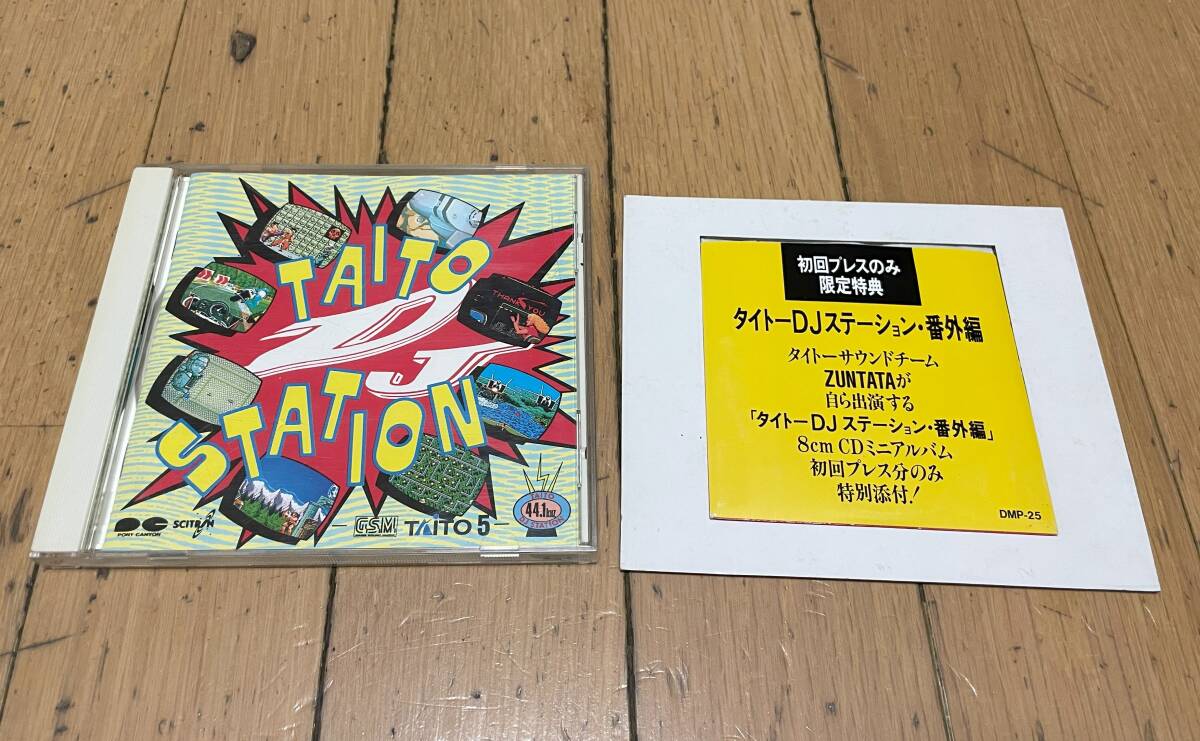 TAITO
DJ
STATION
THANK YOU
PONY CANYON
SCITRON
GSM
TAITO 5
TAITO
44.1kHz
DJ STATION
初回プレスのみ
限定特典
タイトーDJステーション・番外編
タイトーサウンドチーム
ZUNTATAが
自ら出演する
「タイトーDJステーション・番外編」
8cm CDミニアルバム
初回プレス分のみ
特別添付!
DMP-25